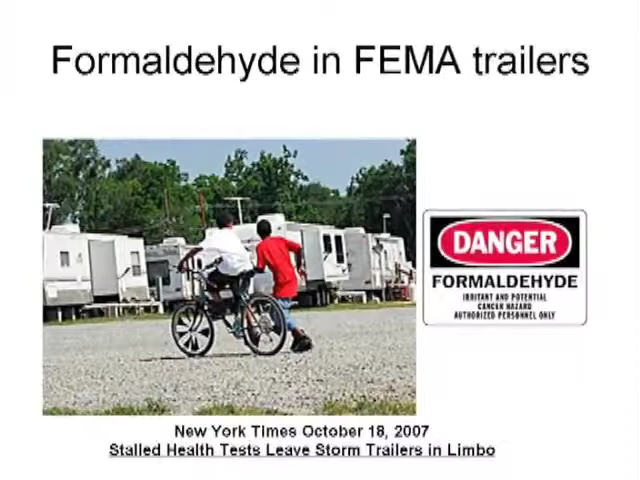 Formaldehyde in FEMA trailers
DANGER
FORMALDEHYDE
IRRITANT AND POTENTIAL
CANCER HAZARD
AUTHORIZED PERSONNEL ONLY
New York Times October 18, 2007
Stalled Health Tests Leave Storm Trailers in Limbo